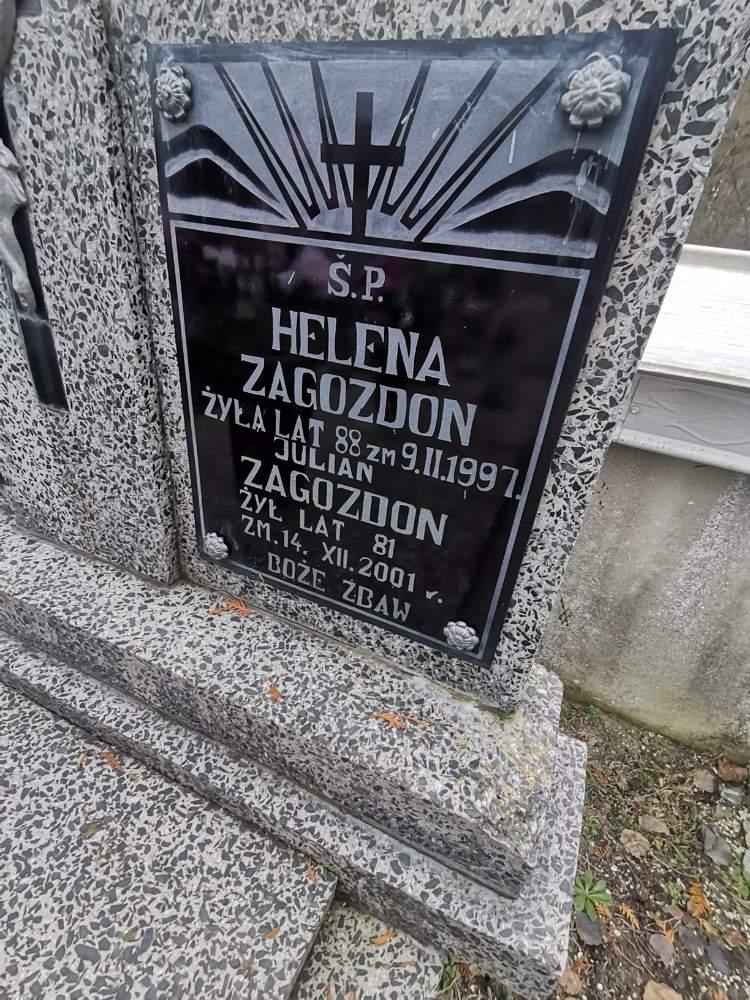 Ś.P.
HELENA
ZAGOZDON
ŻYŁA LAT 88 zm 9.II.1997.
JULIAN
ZAGOZDON
ŻYŁ LAT 81
ZM. 14. XII. 2001 r.
BOŻE ZBAW